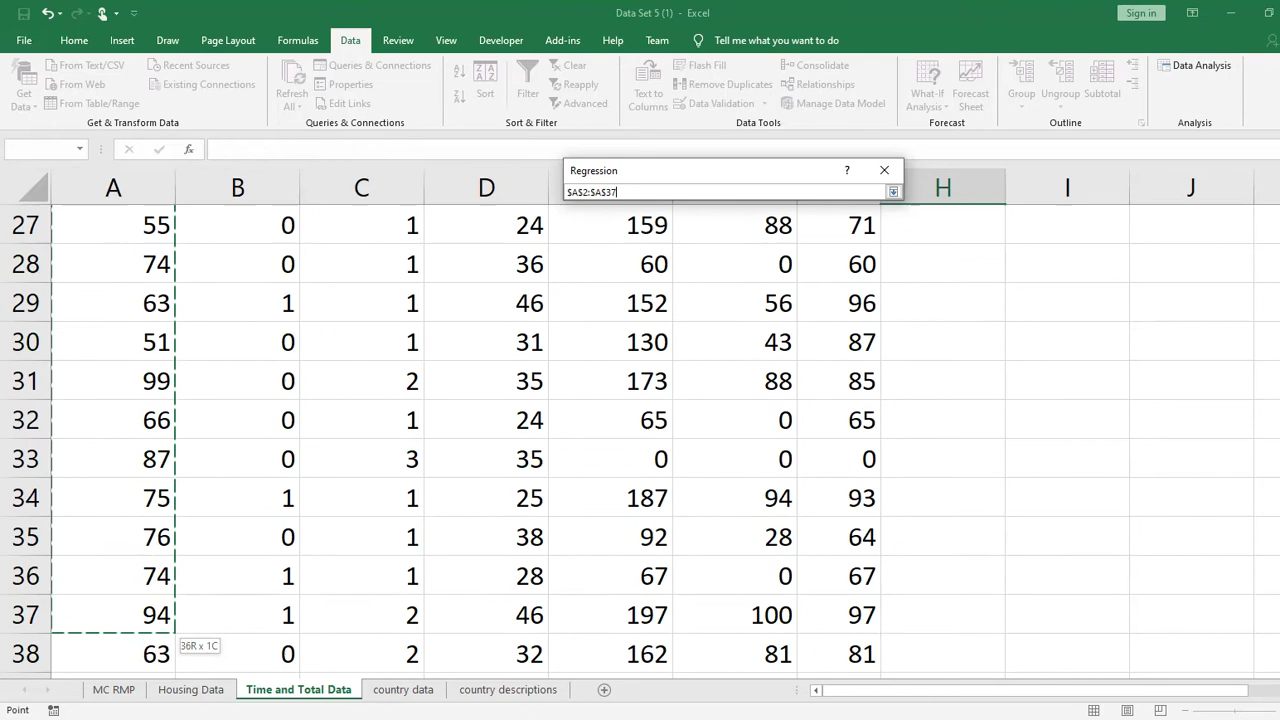 Data Set 5 (1) - Excel
Sign in
File Home Insert Draw Page Layout Formulas Data Review View Developer Add-ins Help Team Tell me what you want to do
Get Data
From Text/CSV
From Web
From Table/Range
Recent Sources
Existing Connections
Get & Transform Data
Refresh All
Queries & Connections
Properties
Edit Links
Queries & Connections
Sort
Filter
Clear
Reapply
Advanced
Sort & Filter
Text to Columns
Flash Fill
Remove Duplicates
Data Validation
Consolidate
Relationships
Manage Data Model
Data Tools
What-If Analysis
Forecast Sheet
Forecast
Group
Ungroup
Subtotal
Outline
Data Analysis
Analysis
fx
Regression ?
$A$2:$A$37
A B C D H I J
27 55 0 1 24 159 88 71
28 74 0 1 36 60 0 60
29 63 1 1 46 152 56 96
30 51 0 1 31 130 43 87
31 99 0 2 35 173 88 85
32 66 0 1 24 65 0 65
33 87 0 3 35 0 0 0
34 75 1 1 25 187 94 93
35 76 0 1 38 92 28 64
36 74 1 1 28 67 0 67
37 94 1 2 46 197 100 97
36R x 1C
38 63 0 2 32 162 81 81
MC RMP Housing Data Time and Total Data country data country descriptions
Point